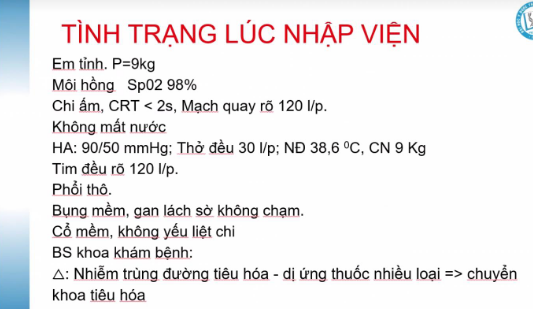 TÌNH TRẠNG LÚC NHẬP VIỆN
Em tỉnh. P=9kg
Môi hồng Sp02 98%
Chi ấm, CRT < 2s, Mạch quay rõ 120 l/p.
Không mất nước
HA: 90/50 mmHg; Thở đều 30 l/p; NĐ 38,6 ⁰C, CN 9 Kg
Tim đều rõ 120 l/p.
Phổi thô.
Bụng mềm, gan lách sờ không chạm.
Cổ mềm, không yếu liệt chi
BS khoa khám bệnh:
△: Nhiễm trùng đường tiêu hóa - dị ứng thuốc nhiều loại => chuyển
khoa tiêu hóa